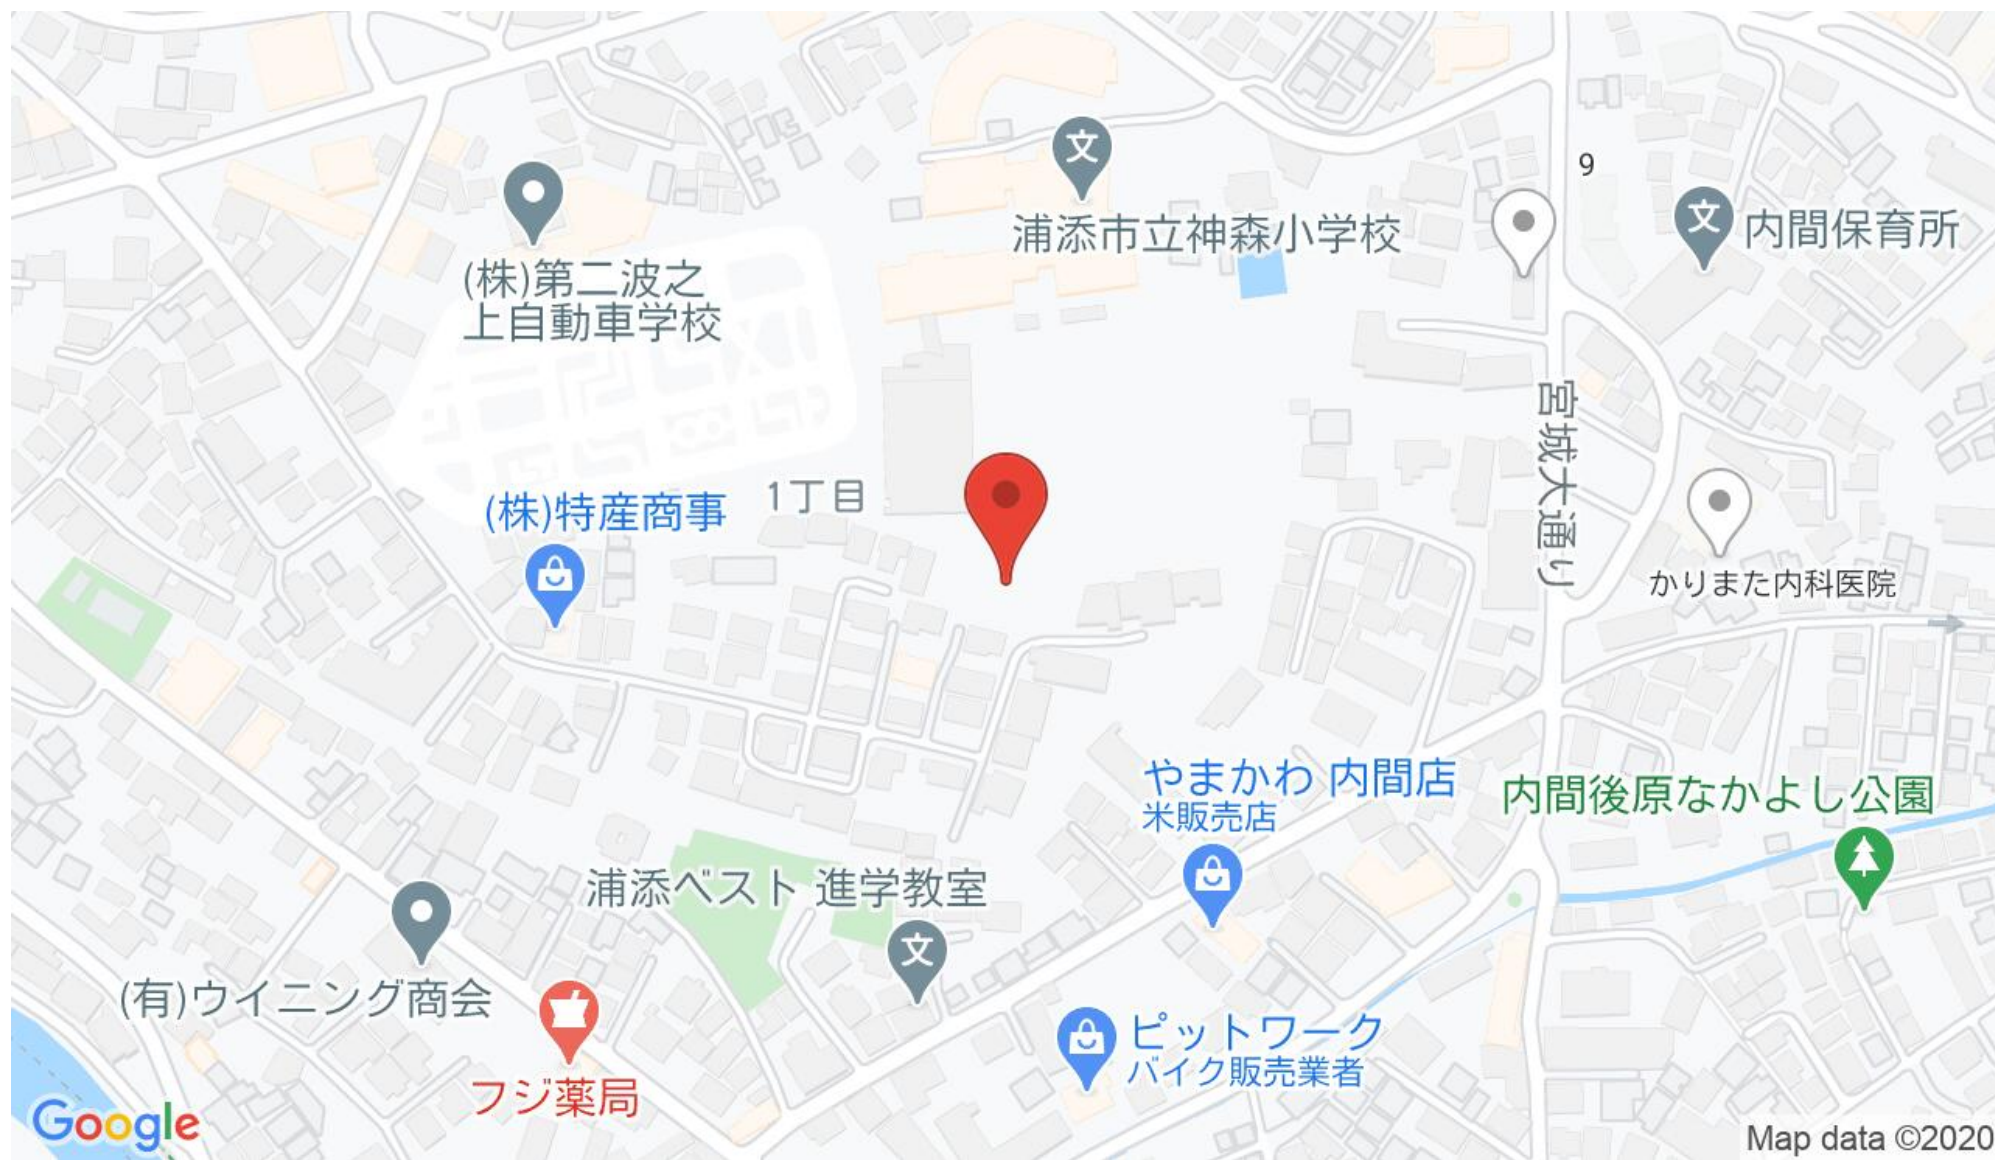 9
浦添市立神森小学校
内間保育所
(株)第二波之
上自動車学校
宮城大通り
(株)特産商事
1丁目
かりまた内科医院
やまかわ 内間店
米販売店
内間後原なかよし公園
浦添ベスト 進学教室
(有)ウイニング商会
ピットワーク
バイク販売業者
フジ薬局
Google
Map data ©2020
文
文
文